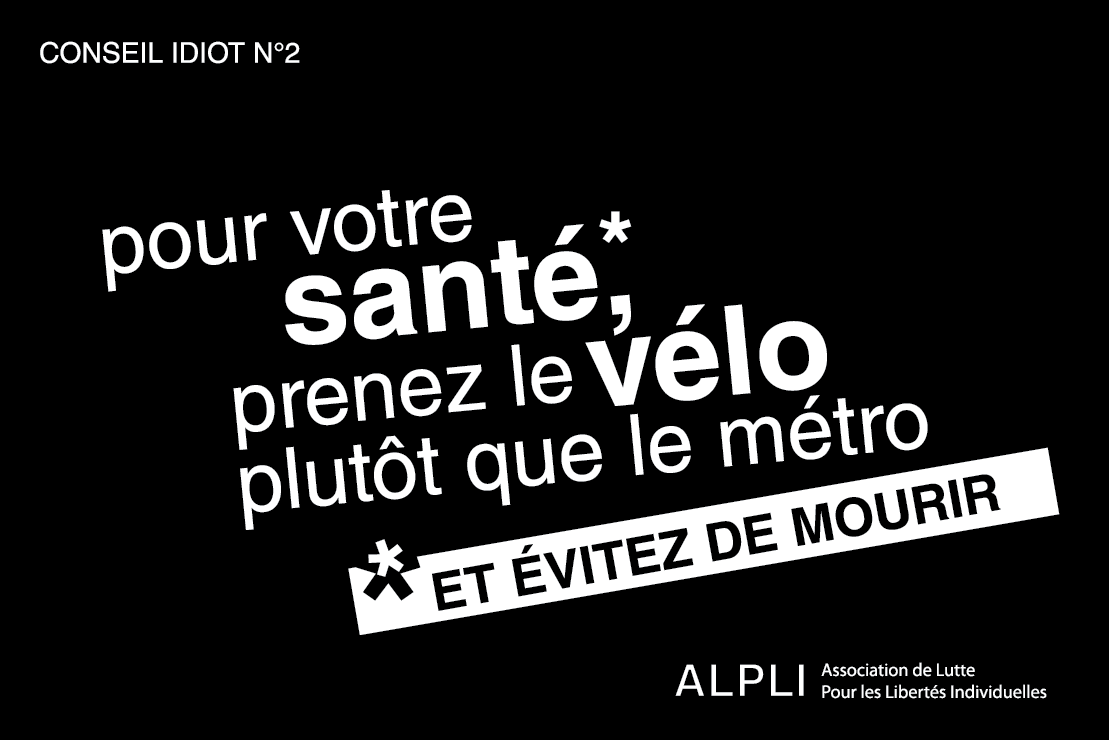 CONSEIL IDIOT N°2
pour votre
santé*,
prenez le vélo
plutôt que le métro
* ET ÉVITEZ DE MOURIR
ALPLI
Association de Lutte
Pour les Libertés Individuelles